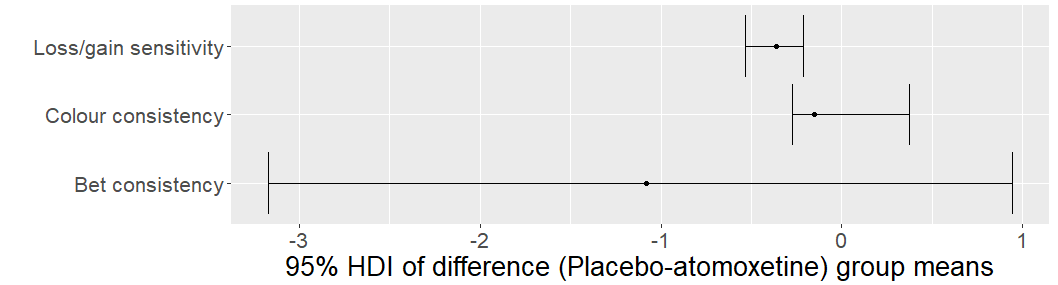 Loss/gain sensitivity
Colour consistency
Bet consistency
-3 -2 -1 0 1
95% HDI of difference (Placebo-atomoxetine) group means